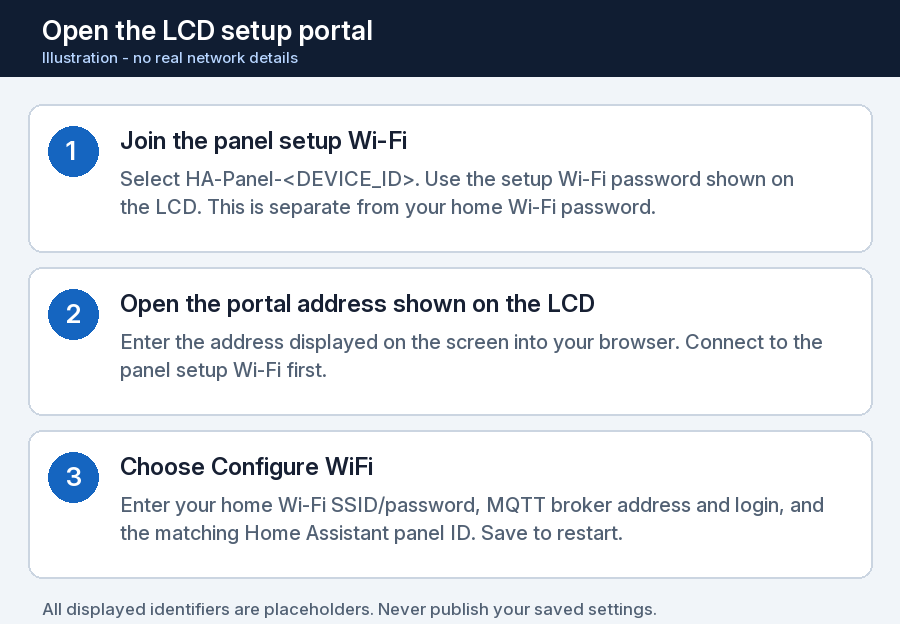 Open the LCD setup portal
Illustration - no real network details
1
Join the panel setup Wi-Fi
Select HA-Panel-<DEVICE_ID>. Use the setup Wi-Fi password shown on
the LCD. This is separate from your home Wi-Fi password.
2
Open the portal address shown on the LCD
Enter the address displayed on the screen into your browser. Connect to the
panel setup Wi-Fi first.
3
Choose Configure WiFi
Enter your home Wi-Fi SSID/password, MQTT broker address and login, and
the matching Home Assistant panel ID. Save to restart.
All displayed identifiers are placeholders. Never publish your saved settings.